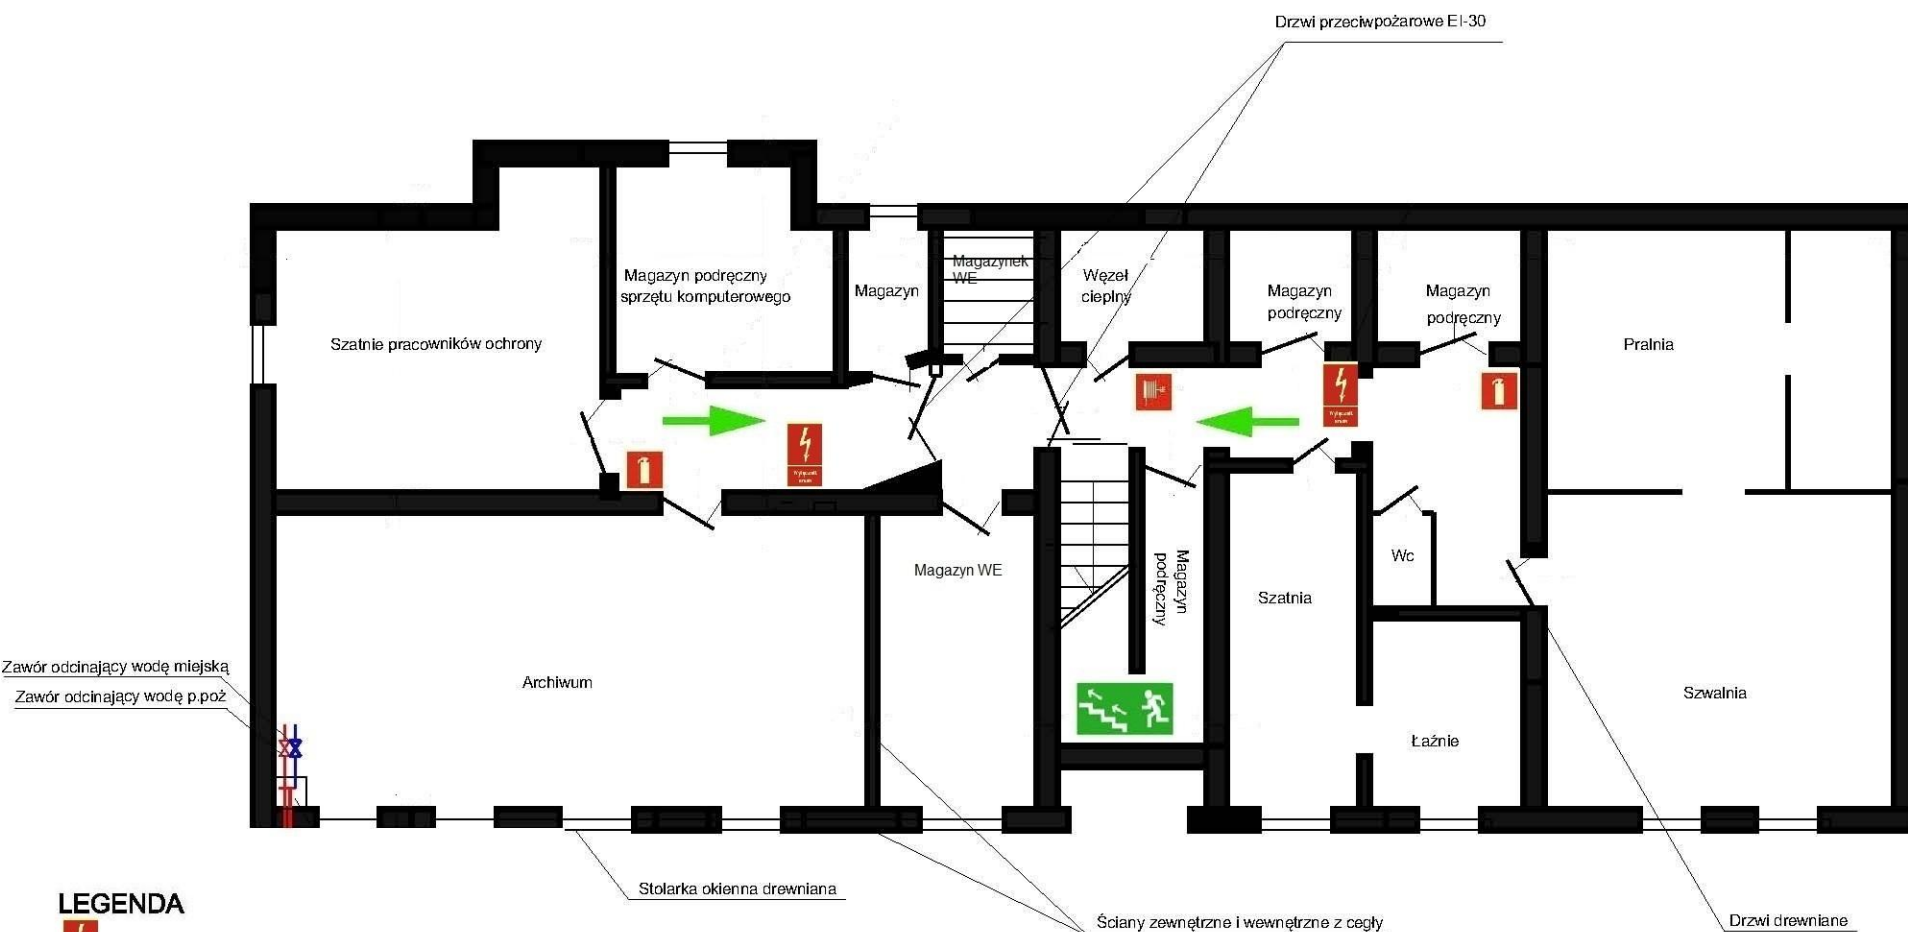 Drzwi przeciwpożarowe EI-30
Magazyn podręczny
sprzętu komputerowego
Magazyn
Magazynek
WE
Węzeł
cieplny
Magazyn
podręczny
Magazyn
podręczny
Szatnie pracowników ochrony
Pralnia
Magazyn WE
Magazyn
podręczny
Wc
Szatnia
Zawór odcinający wodę miejską
Zawór odcinający wodę p.poż
Archiwum
Szwalnia
Łaźnie
Stolarka okienna drewniana
LEGENDA
Ściany zewnętrzne i wewnętrzne z cegły
Drzwi drewniane